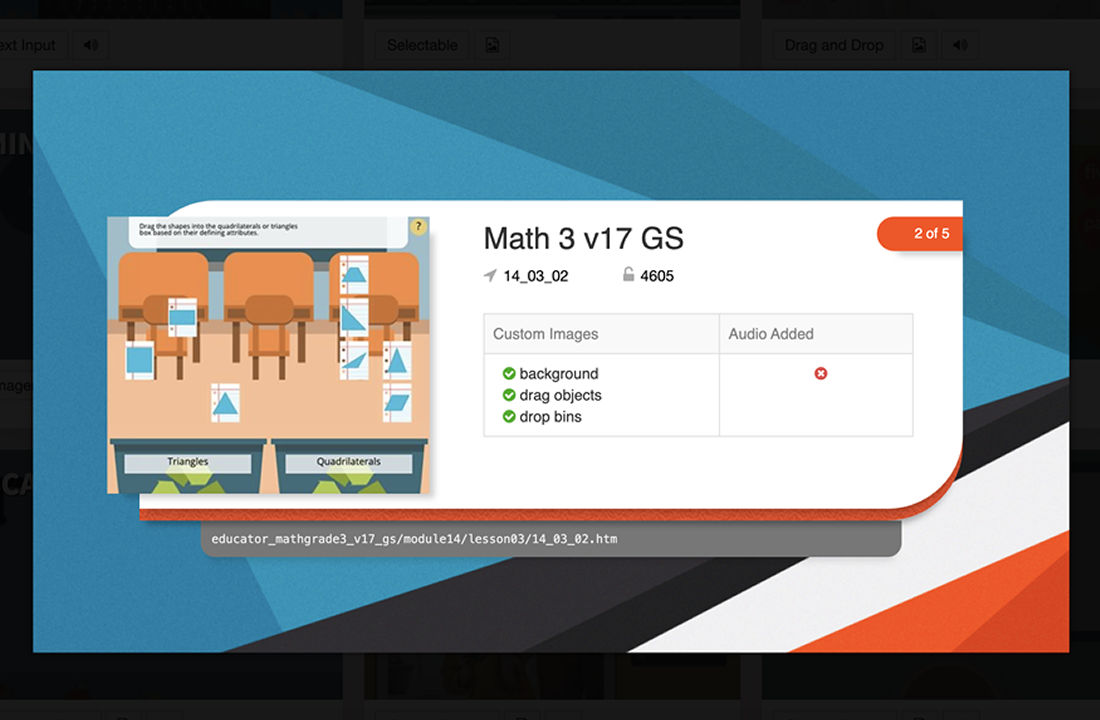 ext Input
Selectable
Drag and Drop
2 of 5
Math 3 v17 GS
14_03_02
4605
Drag the shapes into the quadrilaterals or triangles
box based on their defining attributes.
?
Custom Images
Audio Added
background
drag objects
drop bins
Triangles
Quadrilaterals
educator_mathgrade3_v17_gs/module14/lesson03/14_03_02.htm